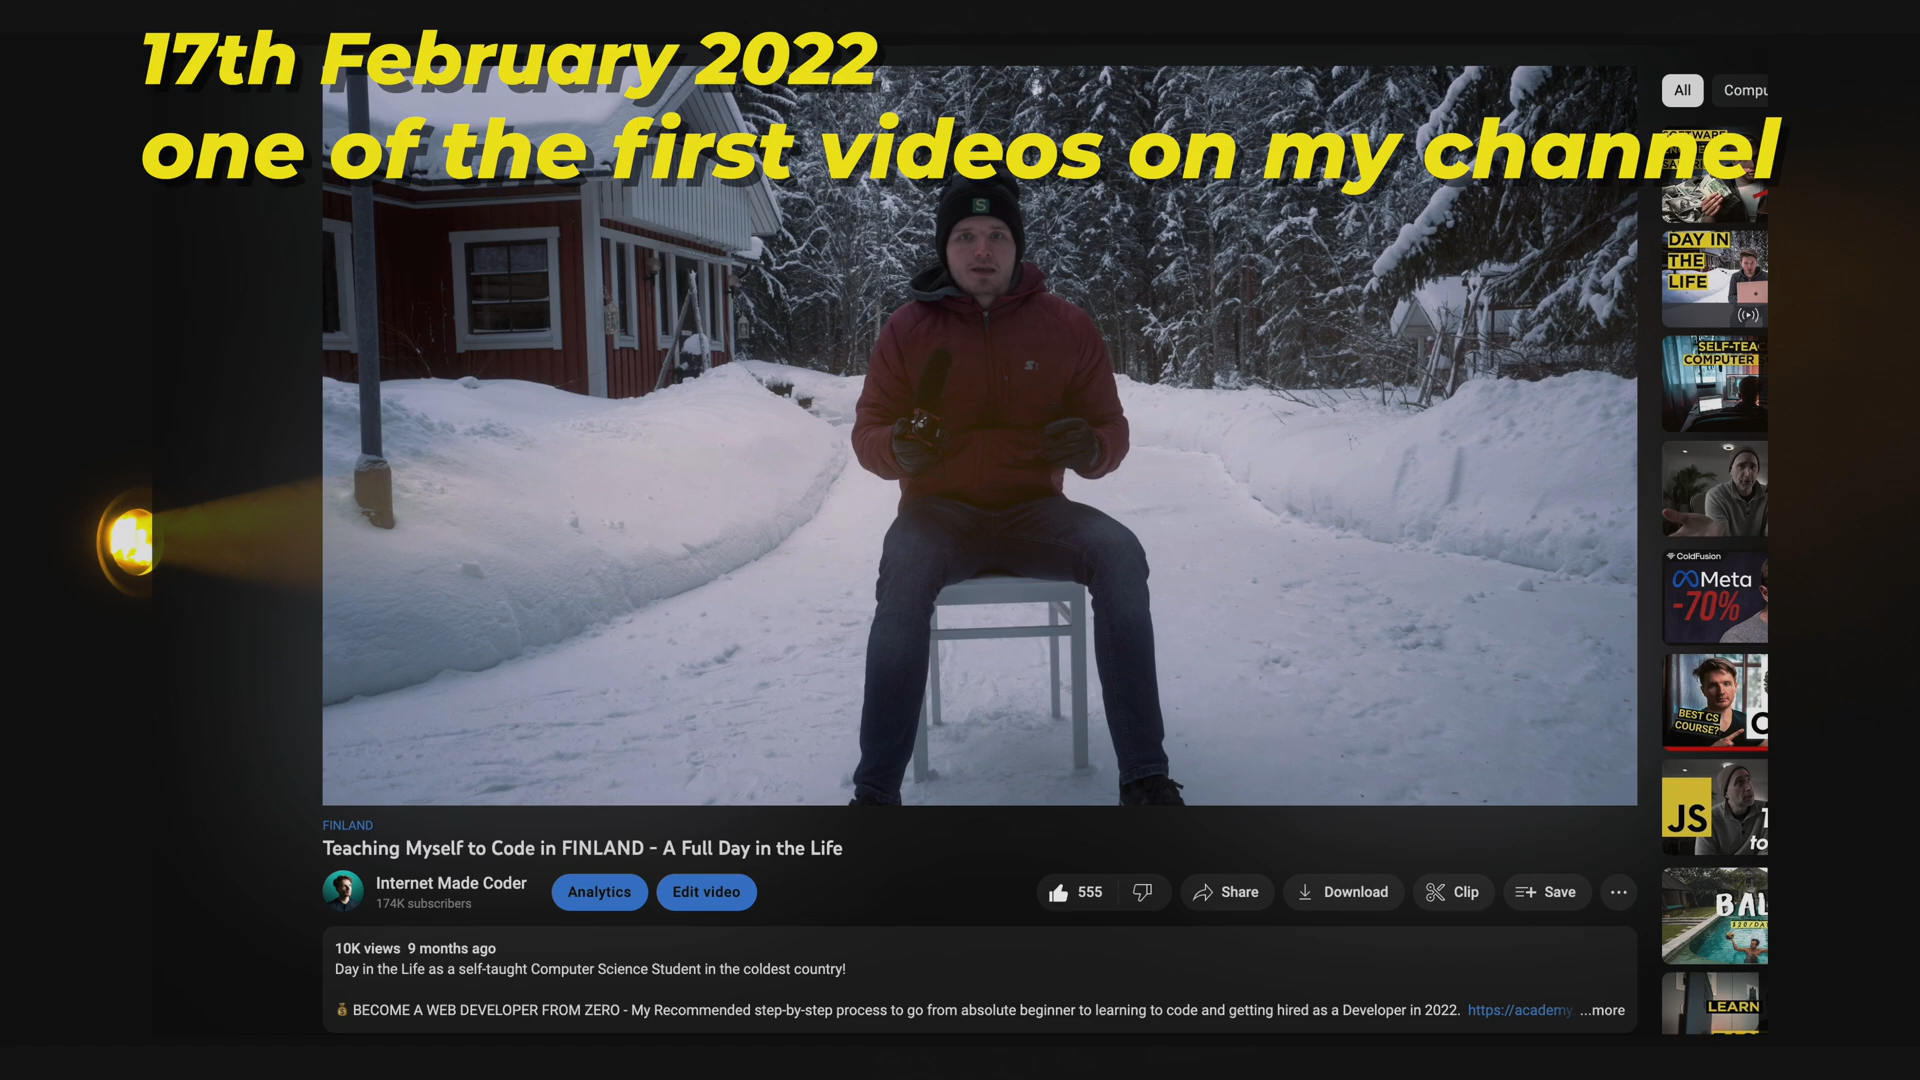 17th February 2022
one of the first videos on my channel
S
All
DAY IN
THE
LIFE
COMPUTER
ColdFusion
Meta
-70%
BEST CS
COURSE?
JS
to
LEARN
FINLAND
Teaching Myself to Code in FINLAND - A Full Day in the Life
Internet Made Coder
174K subscribers
Analytics
Edit video
555
Share
Download
Clip
Save
10K views 9 months ago
Day in the Life as a self-taught Computer Science Student in the coldest country!
BECOME A WEB DEVELOPER FROM ZERO - My Recommended step-by-step process to go from absolute beginner to learning to code and getting hired as a Developer in 2022. https://academy ...more